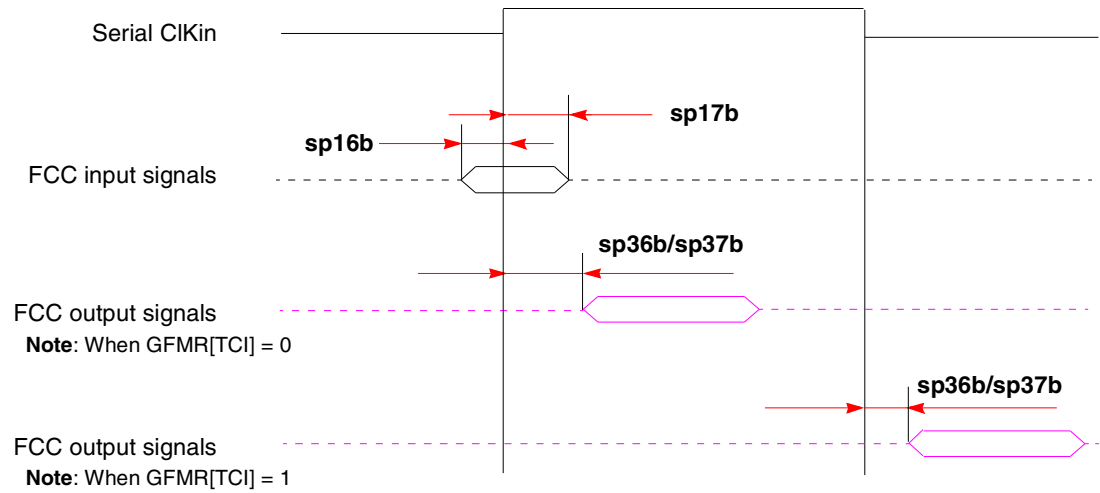 Serial ClKin
sp17b
sp16b
FCC input signals
sp36b/sp37b
FCC output signals
Note: When GFMR[TCI] = 0
sp36b/sp37b
FCC output signals
Note: When GFMR[TCI] = 1